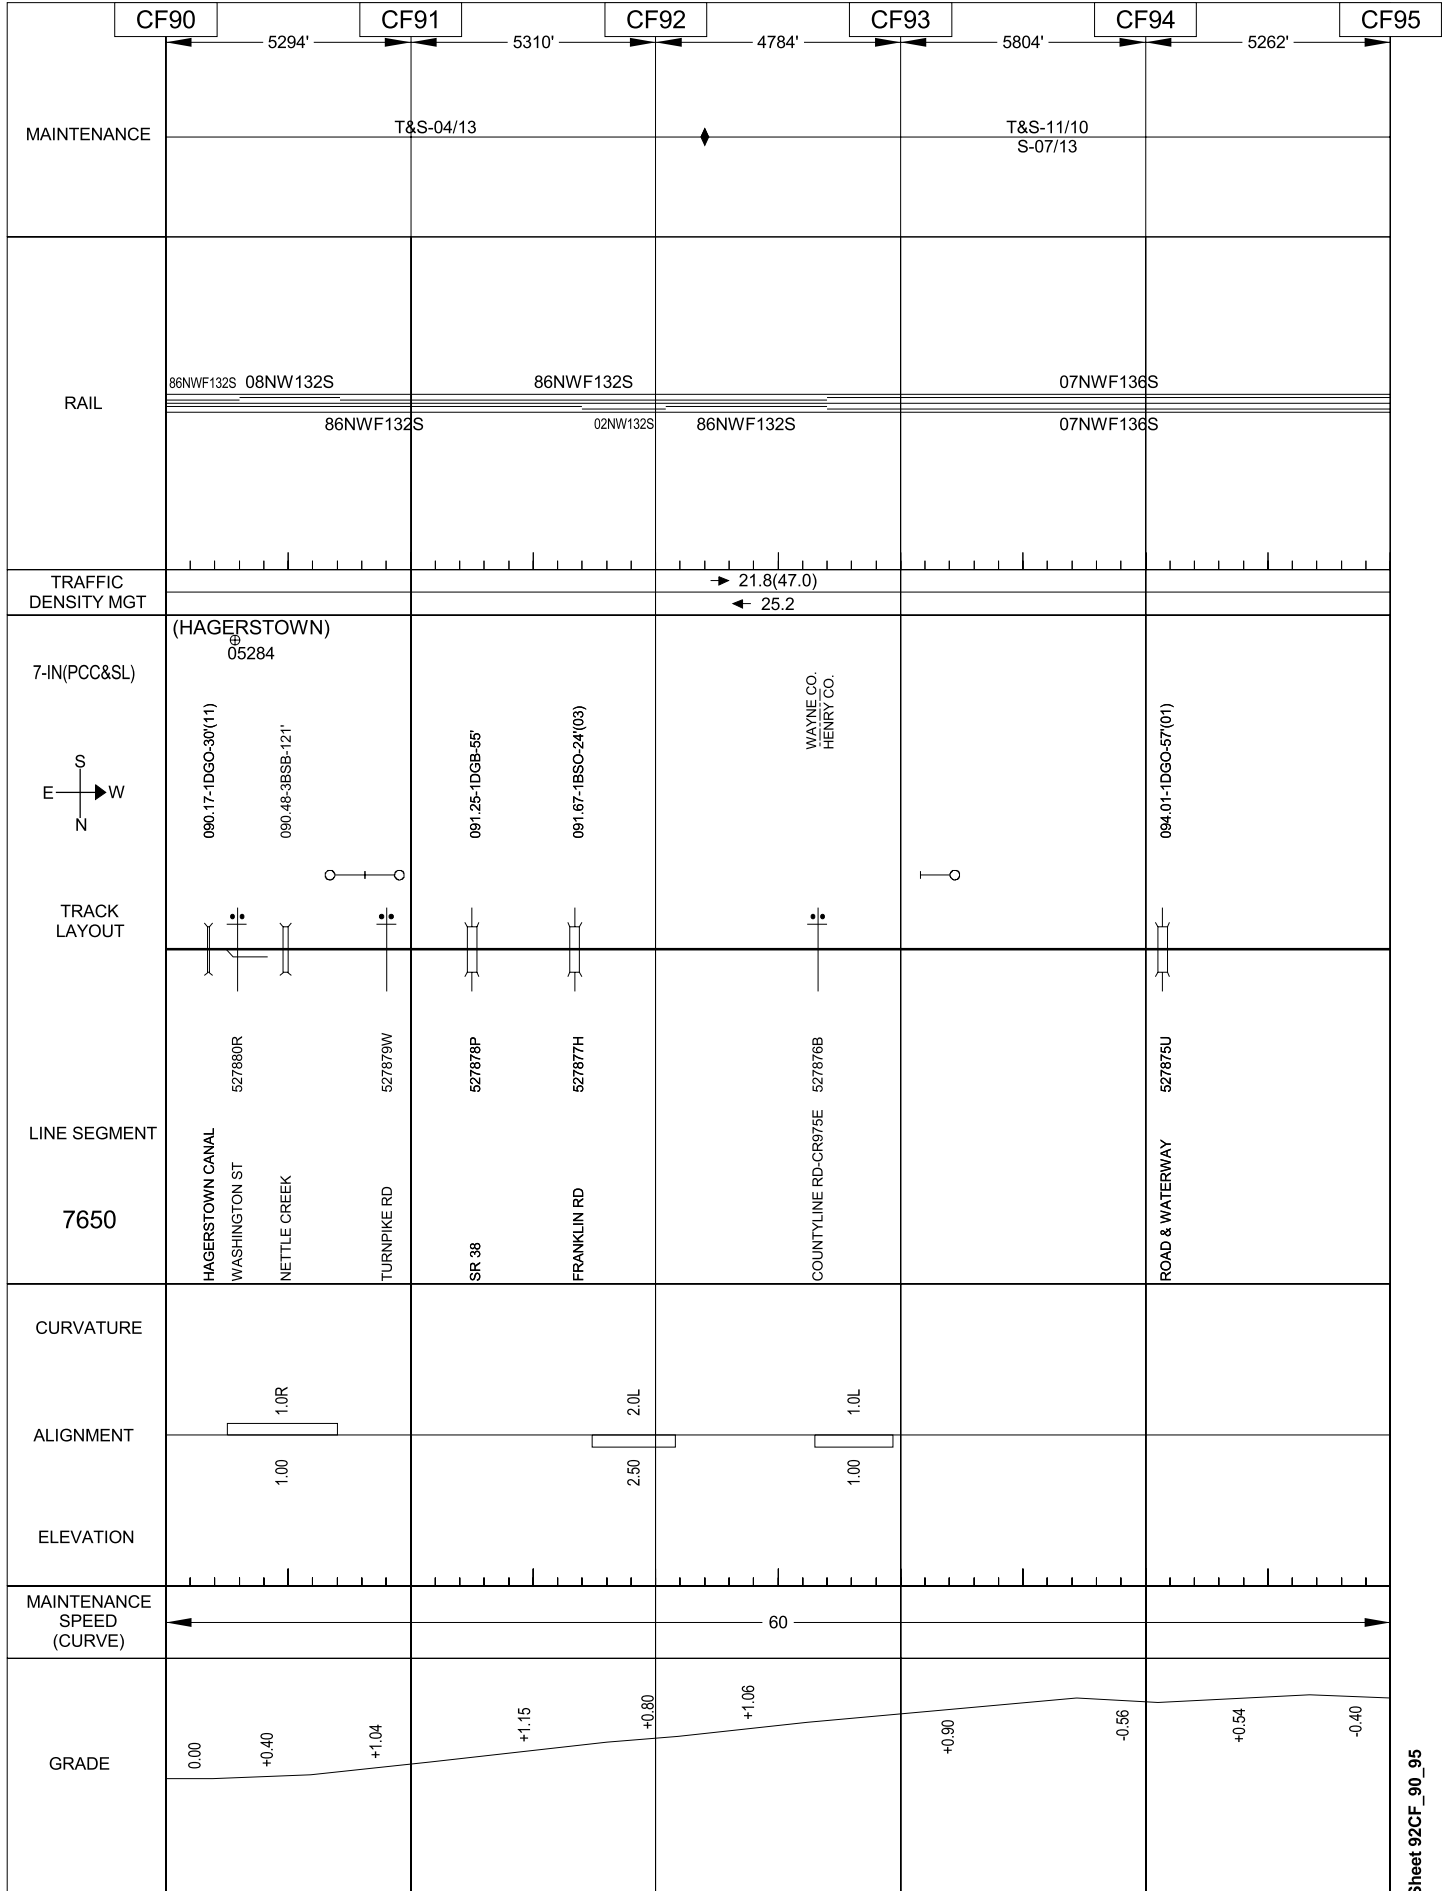 CF90 CF91 CF92 CF93 CF94 CF95
5294' 5310' 4784' 5804' 5262'
MAINTENANCE
T&S-04/13
T&S-11/10
S-07/13
RAIL
86NWF132S 08NW132S 86NWF132S 07NWF136S
86NWF132S 02NW132S 86NWF132S 07NWF136S
TRAFFIC
DENSITY MGT
21.8(47.0)
25.2
(HAGERSTOWN)
05284
7-IN(PCC&SL)
S
E W
N
090.17-1DGO-30'(11)
090.48-3BSB-121'
091.25-1DGB-55'
091.67-1BSO-24'(03)
WAYNE CO.
HENRY CO.
094.01-1DGO-57'(01)
TRACK
LAYOUT
LINE SEGMENT
7650
HAGERSTOWN CANAL
WASHINGTON ST 527880R
NETTLE CREEK
TURNPIKE RD 527879W
SR 38 527878P
FRANKLIN RD 527877H
COUNTYLINE RD-CR975E 527876B
ROAD & WATERWAY 527875U
CURVATURE
1.0R 2.0L 1.0L
ALIGNMENT
1.00 2.50 1.00
ELEVATION
MAINTENANCE
SPEED
(CURVE)
60
GRADE
0.00 +0.40 +1.04 +1.15 +0.80 +1.06 +0.90 -0.56 +0.54 -0.40
Sheet 92CF_90_95